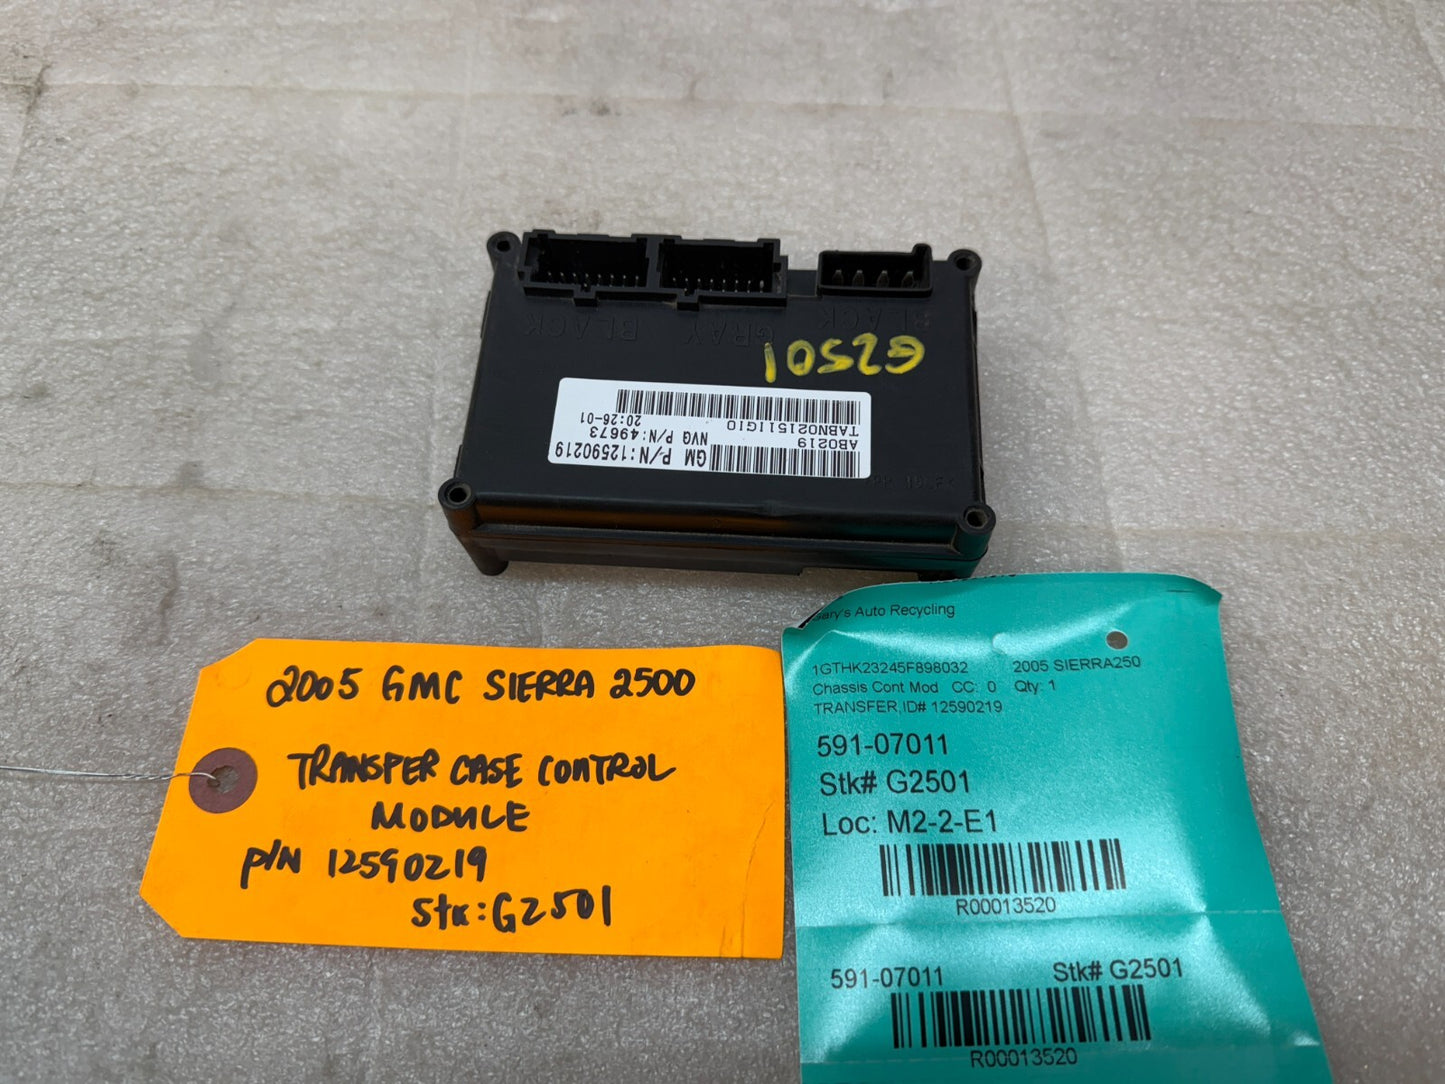 BLACK GRAY BLACK
G2501
GM P/N:12590219
AB0219 NVG P/N:49673
TABN02151IGIO 20:26-01
2005 GMC SIERRA 2500
TRANSFER CASE CONTROL
MODULE
P/N 12590219
Stk:G2501
Gary's Auto Recycling
1GTHK23245F898032 2005 SIERRA250
Chassis Cont Mod CC: 0 Qty: 1
TRANSFER,ID# 12590219
591-07011
Stk# G2501
Loc: M2-2-E1
R00013520
591-07011 Stk# G2501
R00013520